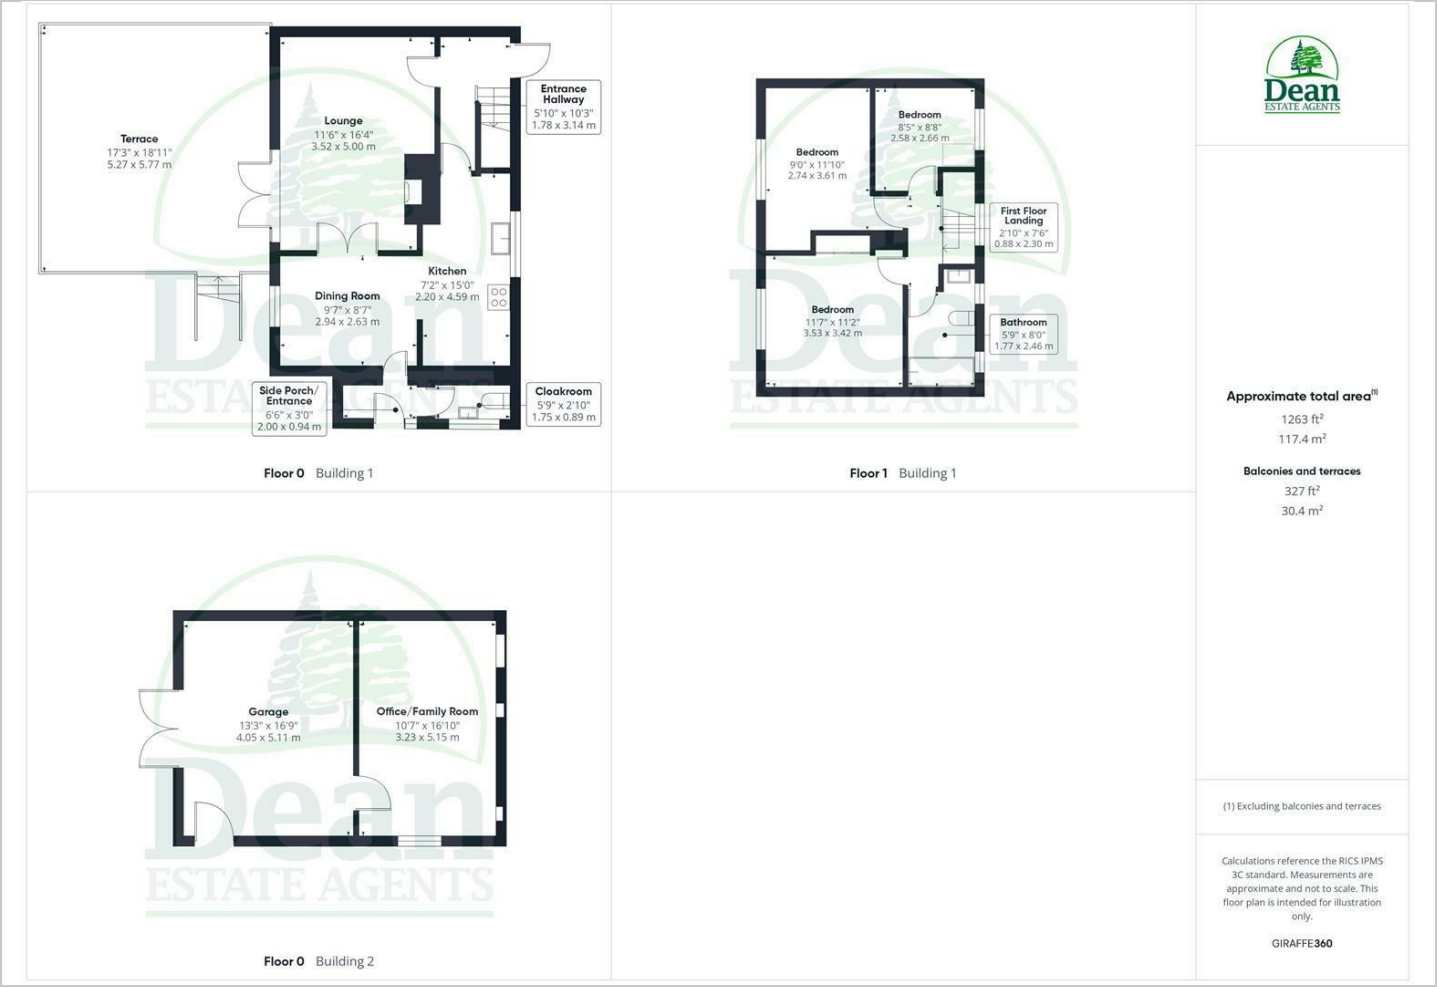 Terrace
17'3" x 18'11"
5.27 x 5.77 m
Lounge
11'6" x 16'4"
3.52 x 5.00 m
Entrance
Hallway
5'10" x 10'3"
1.78 x 3.14 m
Kitchen
7'2" x 15'0"
2.20 x 4.59 m
Dining Room
9'7" x 8'7"
2.94 x 2.63 m
Side Porch/
Entrance
6'6" x 3'0"
2.00 x 0.94 m
Cloakroom
5'9" x 2'10"
1.75 x 0.89 m
Dean
ESTATE AGENTS
Floor 0 Building 1
Bedroom
9'0" x 11'10"
2.74 x 3.61 m
Bedroom
8'5" x 8'8"
2.58 x 2.66 m
First Floor
Landing
2'10" x 7'6"
0.88 x 2.30 m
Bedroom
11'7" x 11'2"
3.53 x 3.42 m
Bathroom
5'9" x 8'0"
1.77 x 2.46 m
Dean
ESTATE AGENTS
Floor 1 Building 1
Garage
13'3" x 16'9"
4.05 x 5.11 m
Office/Family Room
10'7" x 16'10"
3.23 x 5.15 m
Dean
ESTATE AGENTS
Floor 0 Building 2
Dean
ESTATE AGENTS
Approximate total area⁽¹⁾
1263 ft²
117.4 m²
Balconies and terraces
327 ft²
30.4 m²
(1) Excluding balconies and terraces
Calculations reference the RICS IPMS
3C standard. Measurements are
approximate and not to scale. This
floor plan is intended for illustration
only.
GIRAFFE360